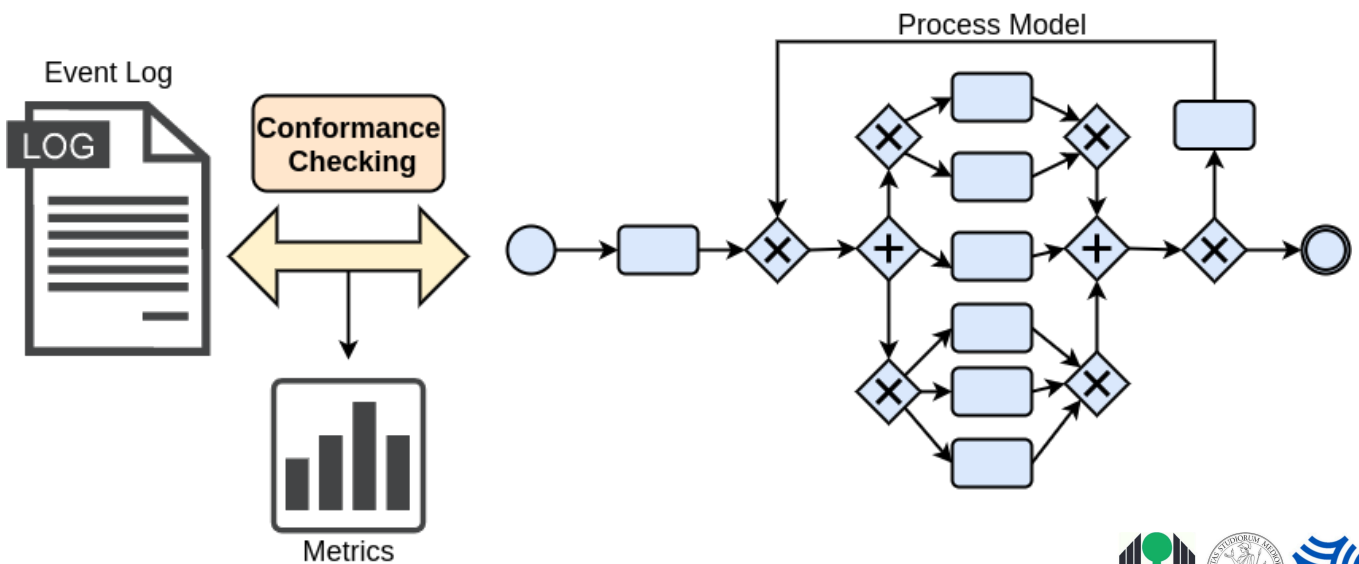 Process Model
Event Log
LOG
Conformance
Checking
Metrics